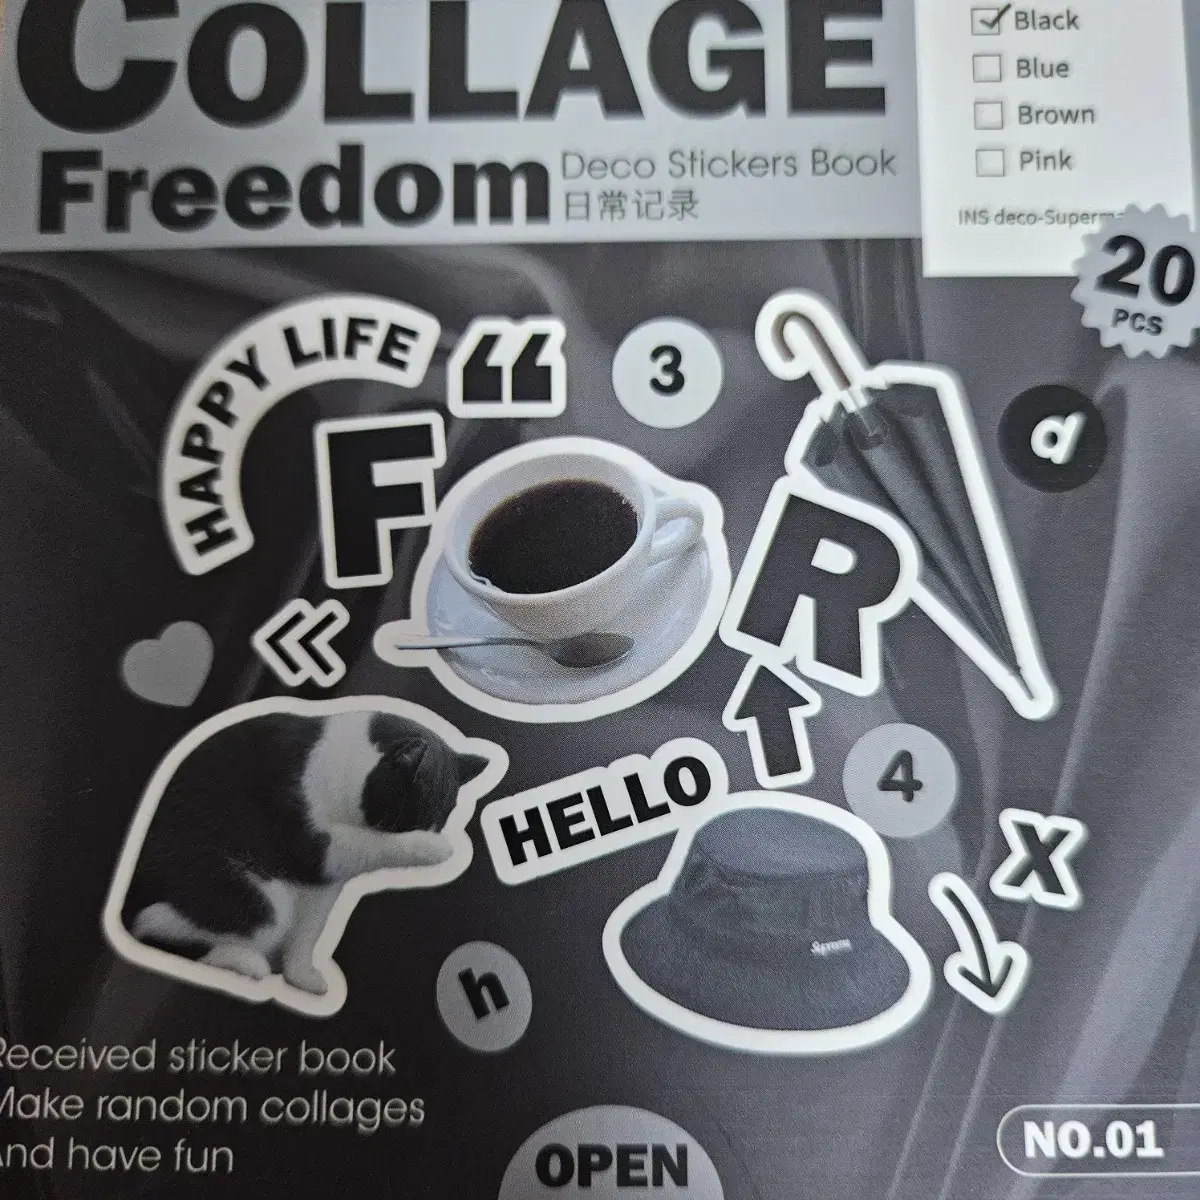 COLLAGE
Freedom
Deco Stickers Book
日常记录
Black
Blue
Brown
Pink
INS
20
PCS
HAPPY LIFE
“
3
F
R
d
«
HELLO
4
X
h
Received sticker book
Make random collages
And have fun
OPEN
NO.01